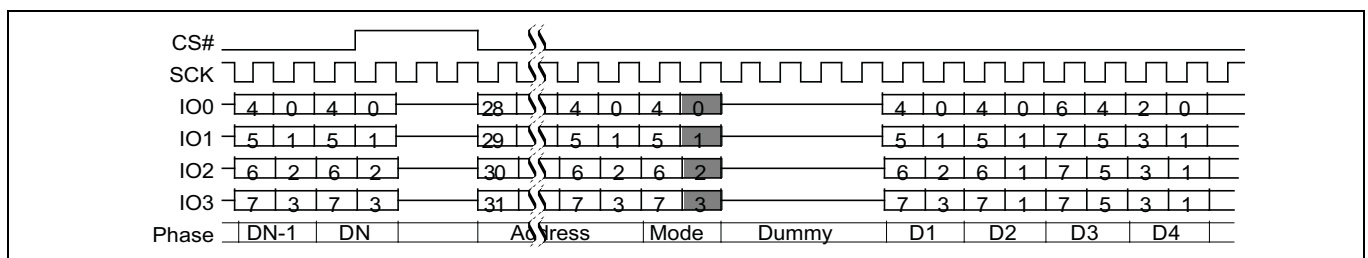 CS#
SCK
IO0 4 0 4 0 28 4 0 4 0 4 0 4 0 6 4 2 0
IO1 5 1 5 1 29 5 1 5 1 5 1 5 1 7 5 3 1
IO2 6 2 6 2 30 6 2 6 2 6 2 6 1 7 5 3 1
IO3 7 3 7 3 31 7 3 7 3 7 3 7 1 7 5 3 1
Phase DN-1 DN Address Mode Dummy D1 D2 D3 D4